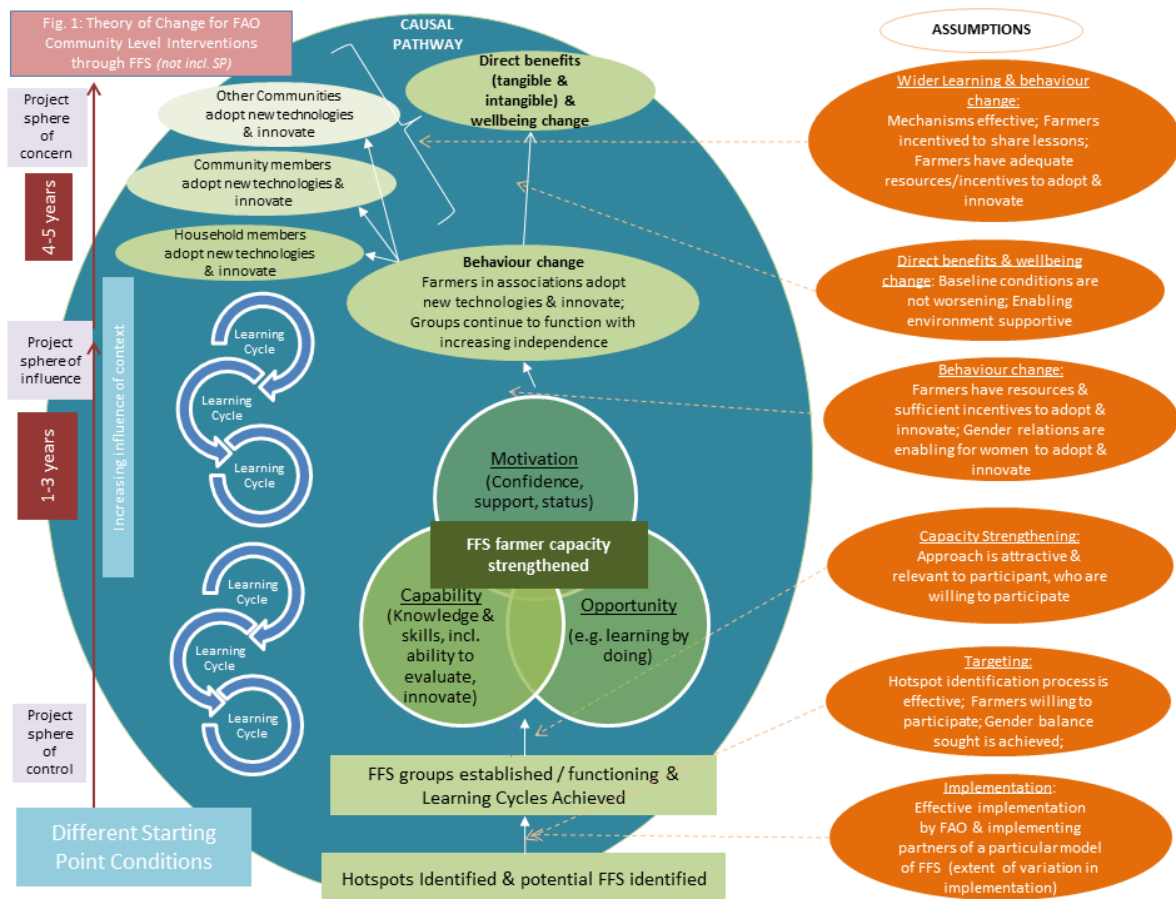 Fig. 1: Theory of Change for FAO
Community Level Interventions
through FFS (not incl. SP)
Project
sphere
of
concern
4-5 years
Project
sphere of
influence
1-3 years
Project
sphere
of
control
Increasing influence of context
Different Starting
Point Conditions
CAUSAL
PATHWAY
Direct benefits
(tangible &
intangible) &
wellbeing change
Other Communities
adopt new technologies
& innovate
Community members
adopt new technologies &
innovate
Household members
adopt new technologies
& innovate
Behaviour change
Farmers in associations adopt
new technologies & innovate;
Groups continue to function with
increasing independence
Learning
Cycle
Learning
Cycle
Learning
Cycle
Learning
Cycle
Learning
Cycle
Learning
Cycle
Motivation
(Confidence,
support, status)
FFS farmer capacity
strengthened
Capability
(Knowledge &
skills, incl.
ability to
evaluate,
innovate)
Opportunity
(e.g. learning by
doing)
FFS groups established / functioning &
Learning Cycles Achieved
Hotspots Identified & potential FFS identified
ASSUMPTIONS
Wider Learning & behaviour
change:
Mechanisms effective; Farmers
incentived to share lessons;
Farmers have adequate
resources/incentives to adopt &
innovate
Direct benefits & wellbeing
change: Baseline conditions are
not worsening; Enabling
environment supportive
Behaviour change:
Farmers have resources &
sufficient incentives to adopt &
innovate; Gender relations are
enabling for women to adopt &
innovate
Capacity Strengthening:
Approach is attractive &
relevant to participant, who are
willing to participate
Targeting:
Hotspot identification process is
effective; Farmers willing to
participate; Gender balance
sought is achieved;
Implementation:
Effective implementation
by FAO & implementing
partners of a particular model
of FFS (extent of variation in
implementation)